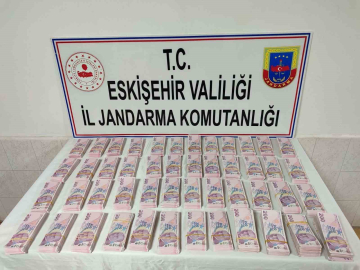 T.C.
ESKİŞEHİR VALİLİĞİ
İL JANDARMA KOMUTANLIĞI